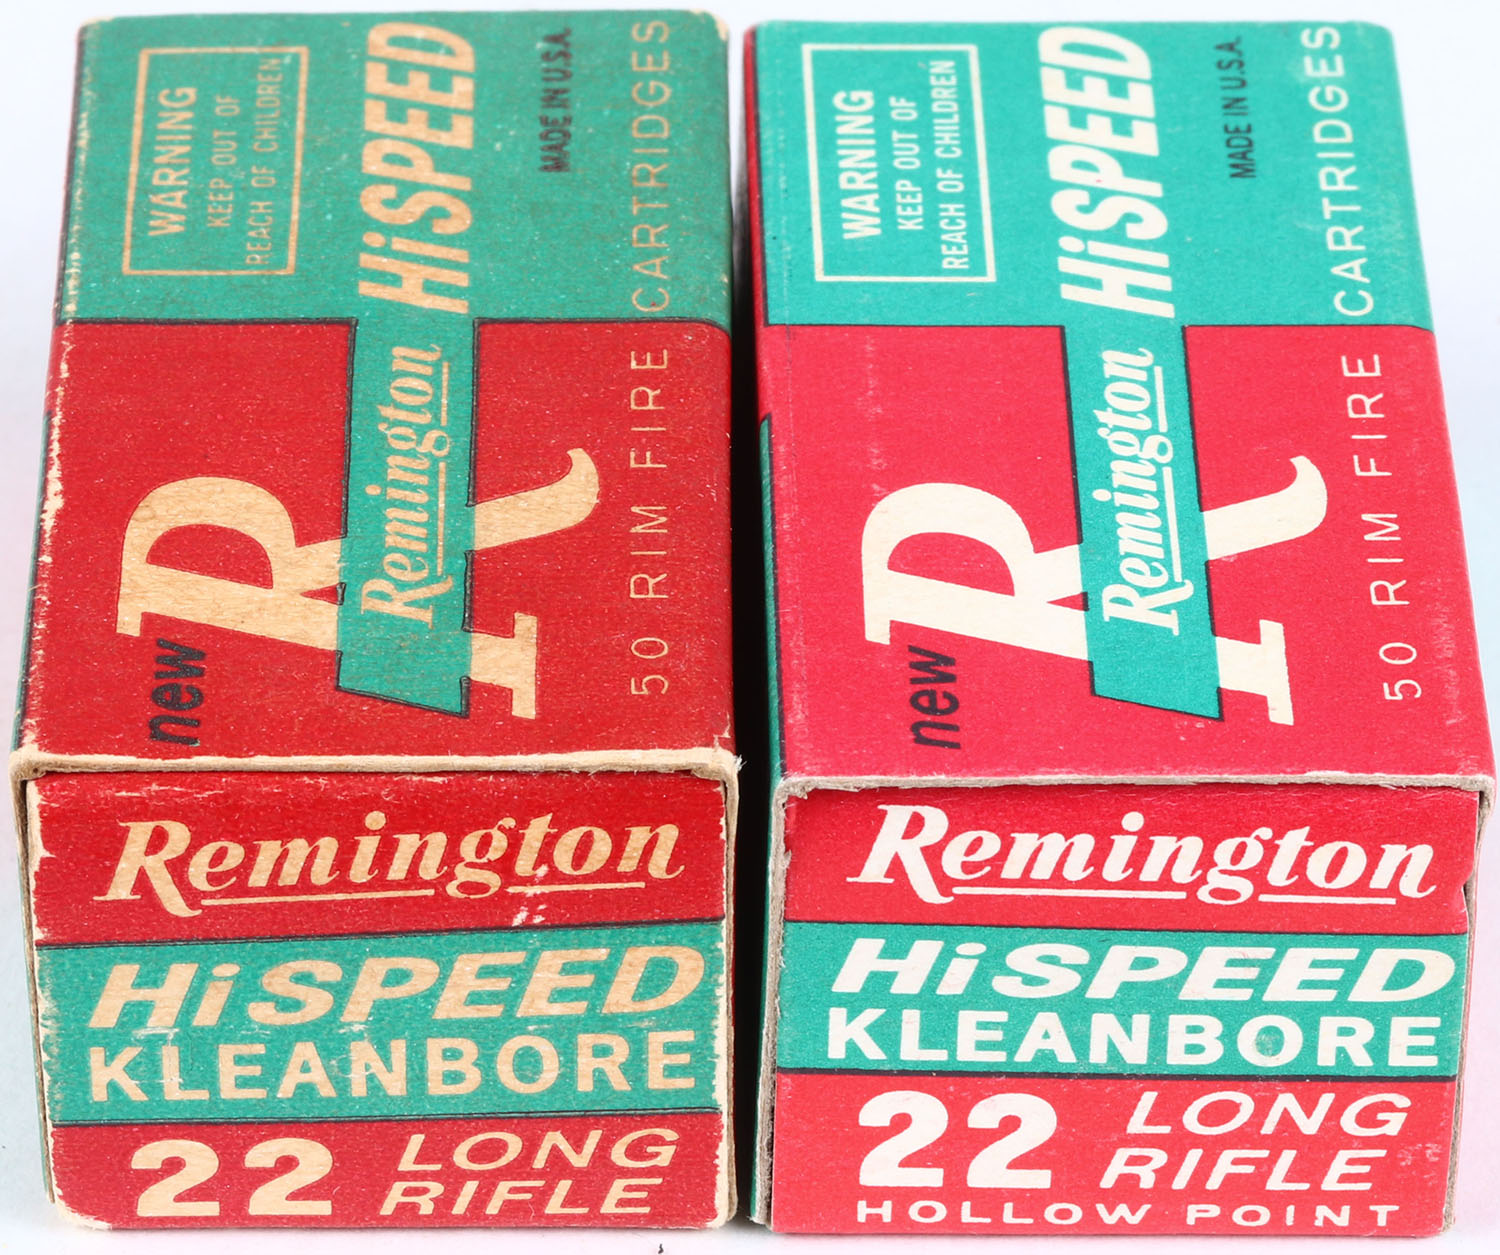 WARNING
KEEP OUT OF
REACH OF CHILDREN
HiSPEED
MADE IN U.S.A.
Remington
R
new
50 RIM FIRE CARTRIDGES
Remington
HiSPEED
KLEANBORE
22 LONG
RIFLE
WARNING
KEEP OUT OF
REACH OF CHILDREN
HiSPEED
MADE IN U.S.A.
Remington
R
new
50 RIM FIRE CARTRIDGES
Remington
HiSPEED
KLEANBORE
22 LONG
RIFLE
HOLLOW POINT